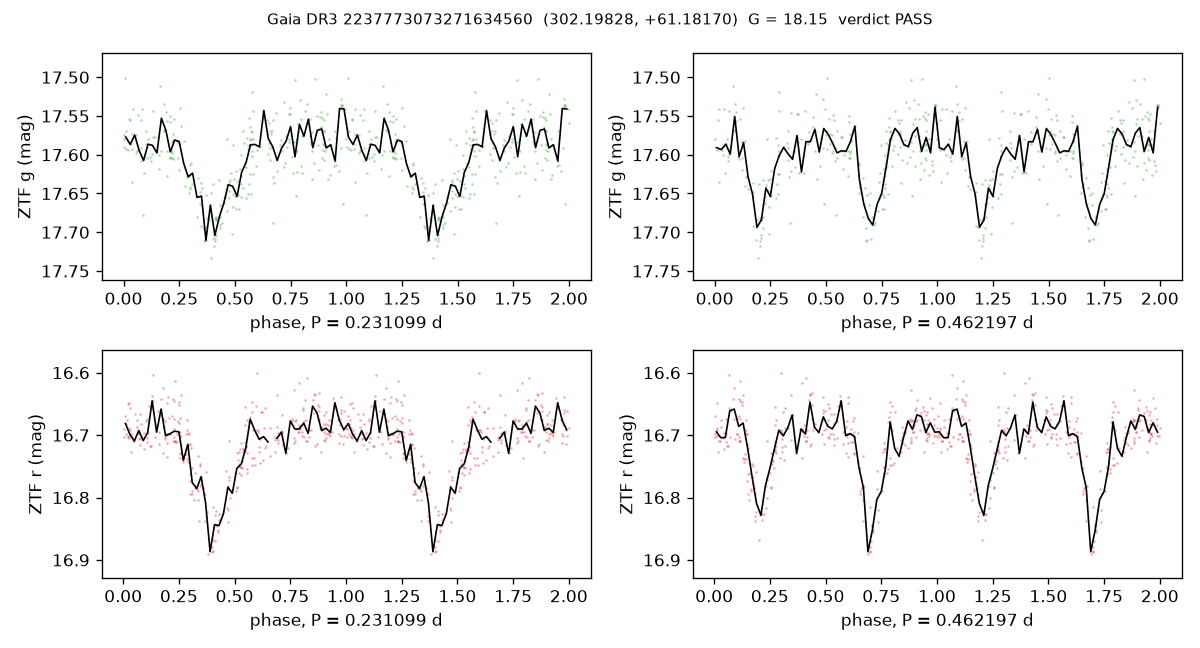 Gaia DR3 2237773073271634560 (302.19828, +61.18170) G = 18.15 verdict PASS
ZTF g (mag)
17.50
17.55
17.60
17.65
17.70
17.75
0.00 0.25 0.50 0.75 1.00 1.25 1.50 1.75 2.00
phase, P = 0.231099 d
ZTF g (mag)
17.50
17.55
17.60
17.65
17.70
17.75
0.00 0.25 0.50 0.75 1.00 1.25 1.50 1.75 2.00
phase, P = 0.462197 d
ZTF r (mag)
16.6
16.7
16.8
16.9
0.00 0.25 0.50 0.75 1.00 1.25 1.50 1.75 2.00
phase, P = 0.231099 d
ZTF r (mag)
16.6
16.7
16.8
16.9
0.00 0.25 0.50 0.75 1.00 1.25 1.50 1.75 2.00
phase, P = 0.462197 d